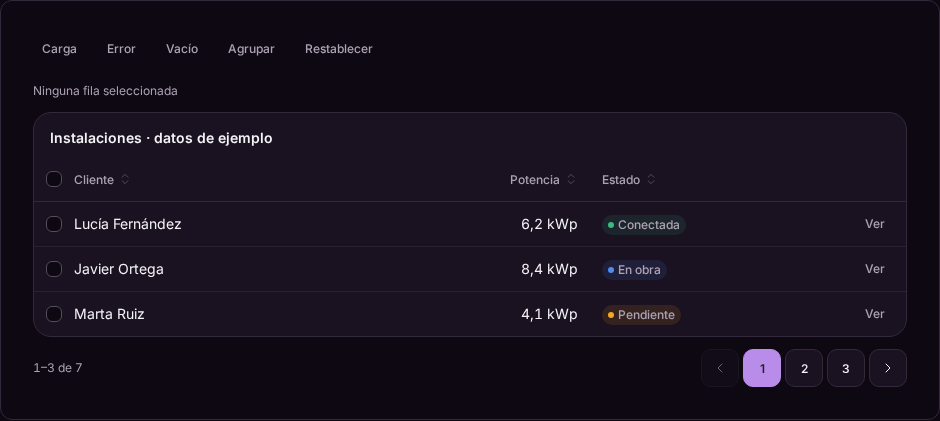 Carga Error Vacío Agrupar Restablecer
Ninguna fila seleccionada
Instalaciones · datos de ejemplo
Cliente Potencia Estado
Lucía Fernández 6,2 kWp Conectada Ver
Javier Ortega 8,4 kWp En obra Ver
Marta Ruiz 4,1 kWp Pendiente Ver
1–3 de 7 1 2 3